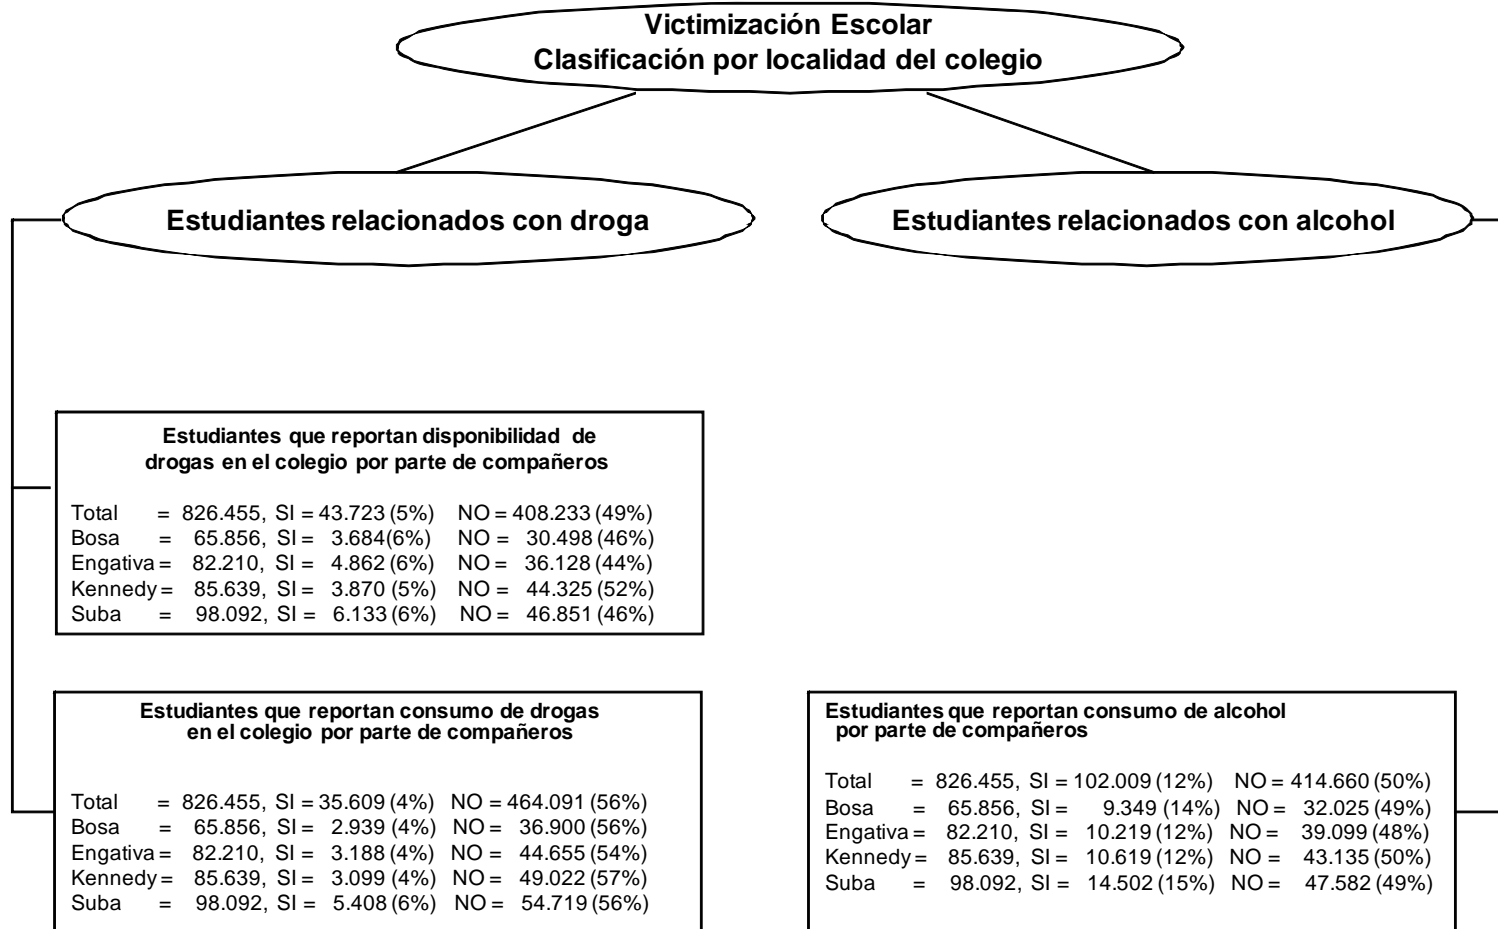 Victimización Escolar
Clasificación por localidad del colegio
Estudiantes relacionados con droga
Estudiantes relacionados con alcohol
Estudiantes que reportan disponibilidad de
drogas en el colegio por parte de compañeros
Total = 826.455, SI = 43.723 (5%) NO = 408.233 (49%)
Bosa = 65.856, SI = 3.684(6%) NO = 30.498 (46%)
Engativa = 82.210, SI = 4.862 (6%) NO = 36.128 (44%)
Kennedy = 85.639, SI = 3.870 (5%) NO = 44.325 (52%)
Suba = 98.092, SI = 6.133 (6%) NO = 46.851 (46%)
Estudiantes que reportan consumo de drogas
en el colegio por parte de compañeros
Total = 826.455, SI = 35.609 (4%) NO = 464.091 (56%)
Bosa = 65.856, SI = 2.939 (4%) NO = 36.900 (56%)
Engativa = 82.210, SI = 3.188 (4%) NO = 44.655 (54%)
Kennedy = 85.639, SI = 3.099 (4%) NO = 49.022 (57%)
Suba = 98.092, SI = 5.408 (6%) NO = 54.719 (56%)
Estudiantes que reportan consumo de alcohol
por parte de compañeros
Total = 826.455, SI = 102.009 (12%) NO = 414.660 (50%)
Bosa = 65.856, SI = 9.349 (14%) NO = 32.025 (49%)
Engativa = 82.210, SI = 10.219 (12%) NO = 39.099 (48%)
Kennedy = 85.639, SI = 10.619 (12%) NO = 43.135 (50%)
Suba = 98.092, SI = 14.502 (15%) NO = 47.582 (49%)